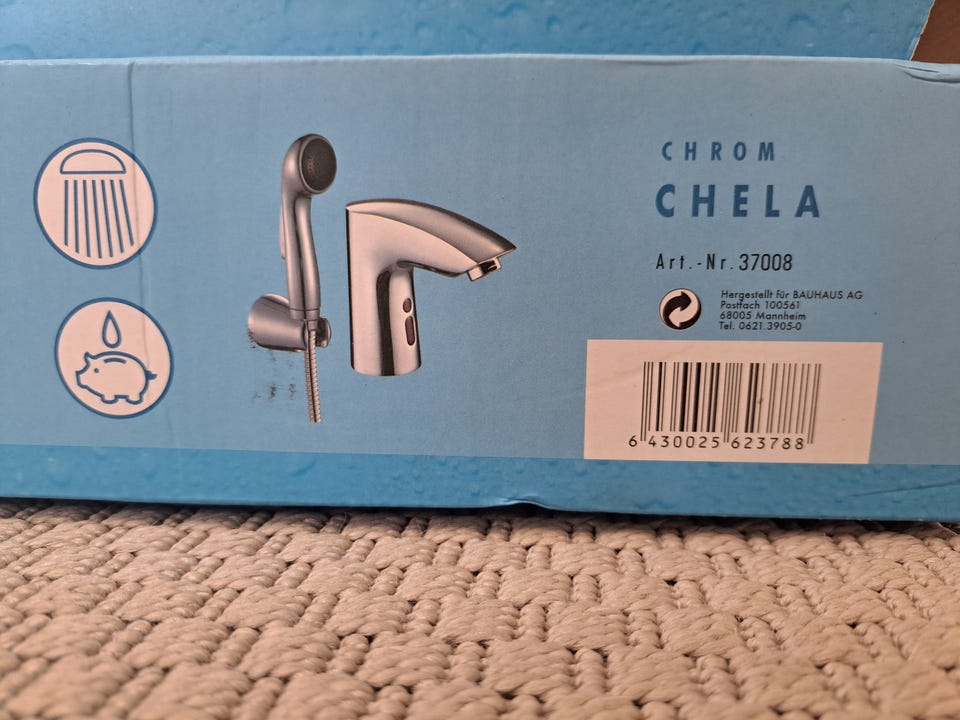 CHROM
CHELA
Art.-Nr. 37008
Hergestellt für BAUHAUS AG
Postfach 100561
68005 Mannheim
Tel. 0621.3905-0
6 430025 623788